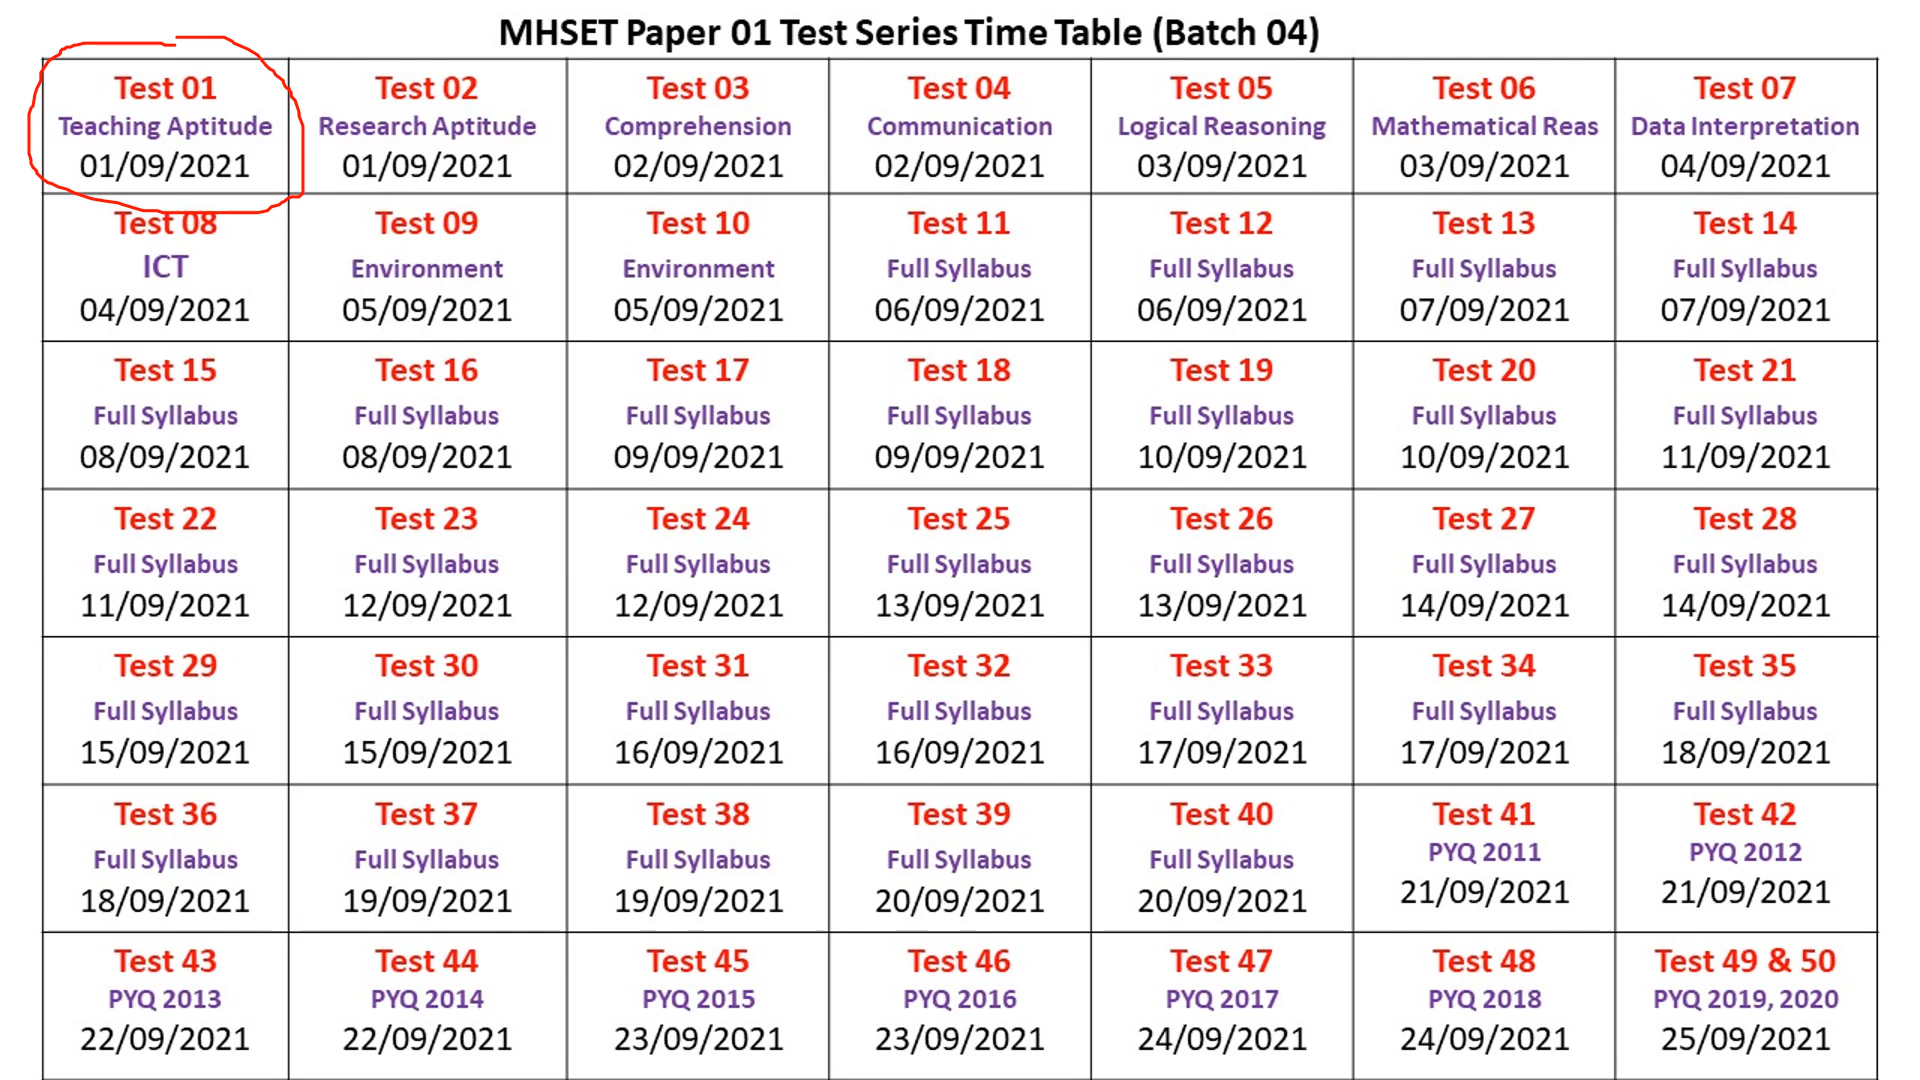 MHSET Paper 01 Test Series Time Table (Batch 04)
Test 01
Teaching Aptitude
01/09/2021
Test 02
Research Aptitude
01/09/2021
Test 03
Comprehension
02/09/2021
Test 04
Communication
02/09/2021
Test 05
Logical Reasoning
03/09/2021
Test 06
Mathematical Reas
03/09/2021
Test 07
Data Interpretation
04/09/2021
Test 08
ICT
04/09/2021
Test 09
Environment
05/09/2021
Test 10
Environment
05/09/2021
Test 11
Full Syllabus
06/09/2021
Test 12
Full Syllabus
06/09/2021
Test 13
Full Syllabus
07/09/2021
Test 14
Full Syllabus
07/09/2021
Test 15
Full Syllabus
08/09/2021
Test 16
Full Syllabus
08/09/2021
Test 17
Full Syllabus
09/09/2021
Test 18
Full Syllabus
09/09/2021
Test 19
Full Syllabus
10/09/2021
Test 20
Full Syllabus
10/09/2021
Test 21
Full Syllabus
11/09/2021
Test 22
Full Syllabus
11/09/2021
Test 23
Full Syllabus
12/09/2021
Test 24
Full Syllabus
12/09/2021
Test 25
Full Syllabus
13/09/2021
Test 26
Full Syllabus
13/09/2021
Test 27
Full Syllabus
14/09/2021
Test 28
Full Syllabus
14/09/2021
Test 29
Full Syllabus
15/09/2021
Test 30
Full Syllabus
15/09/2021
Test 31
Full Syllabus
16/09/2021
Test 32
Full Syllabus
16/09/2021
Test 33
Full Syllabus
17/09/2021
Test 34
Full Syllabus
17/09/2021
Test 35
Full Syllabus
18/09/2021
Test 36
Full Syllabus
18/09/2021
Test 37
Full Syllabus
19/09/2021
Test 38
Full Syllabus
19/09/2021
Test 39
Full Syllabus
20/09/2021
Test 40
Full Syllabus
20/09/2021
Test 41
PYQ 2011
21/09/2021
Test 42
PYQ 2012
21/09/2021
Test 43
PYQ 2013
22/09/2021
Test 44
PYQ 2014
22/09/2021
Test 45
PYQ 2015
23/09/2021
Test 46
PYQ 2016
23/09/2021
Test 47
PYQ 2017
24/09/2021
Test 48
PYQ 2018
24/09/2021
Test 49 & 50
PYQ 2019, 2020
25/09/2021